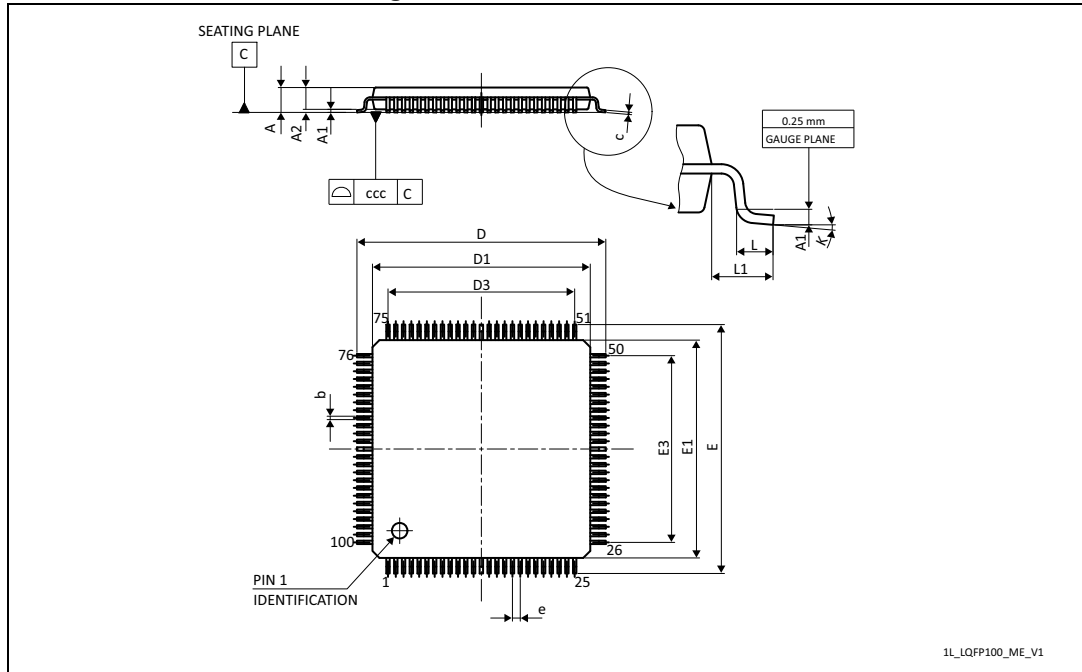 SEATING PLANE
C
A
A2
A1
c
0.25 mm
GAUGE PLANE
ccc C
A1
K
L
L1
D
D1
D3
75
51
76
50
b
E3
E1
E
100
26
PIN 1
IDENTIFICATION
1
25
e
1L_LQFP100_ME_V1